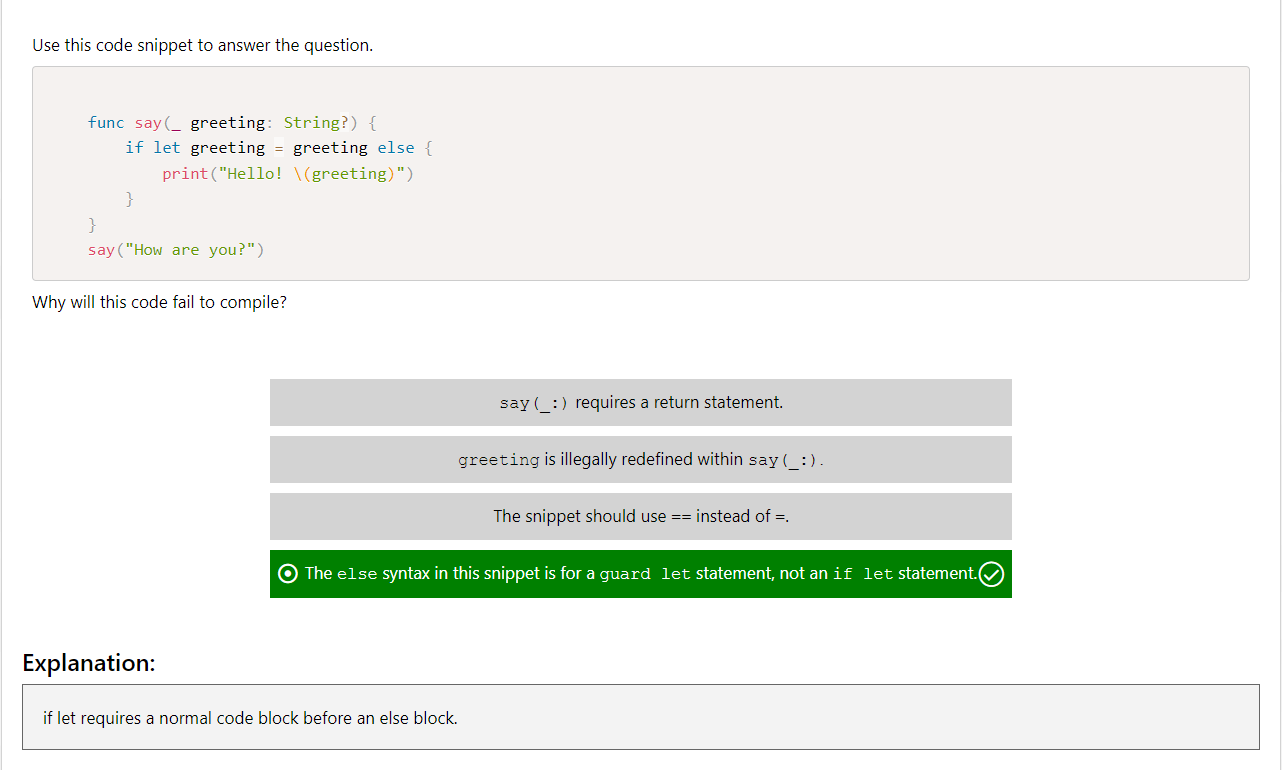 Use this code snippet to answer the question.
func say(_ greeting: String?) {
    if let greeting = greeting else {
        print("Hello! \(greeting)")
    }
}
say("How are you?")
Why will this code fail to compile?
say(_:) requires a return statement.
greeting is illegally redefined within say(_:).
The snippet should use == instead of =.
The else syntax in this snippet is for a guard let statement, not an if let statement.
Explanation:
if let requires a normal code block before an else block.